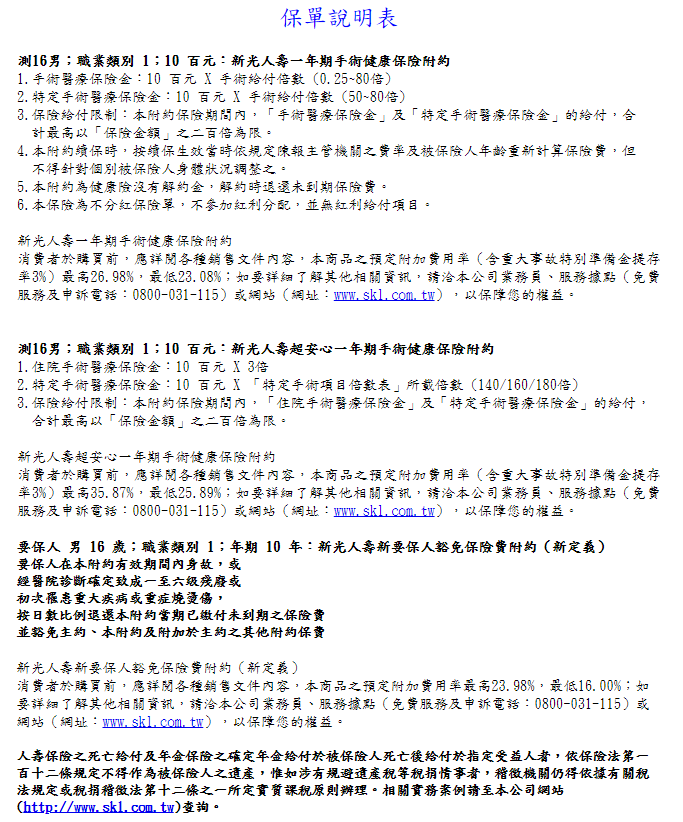 保單說明表
測16男；職業類別 1；10 百元：新光人壽一年期手術健康保險附約
1.手術醫療保險金：10 百元 X 手術給付倍數 (0.25~80倍)
2.特定手術醫療保險金：10 百元 X 手術給付倍數 (50~80倍)
3.保險給付限制：本附約保險期間內，「手術醫療保險金」及「特定手術醫療保險金」的給付，合
計最高以「保險金額」之二百倍為限。
4.本附約續保時，按續保生效當時依規定陳報主管機關之費率及被保險人年齡重新計算保險費，但
不得針對個別被保險人身體狀況調整之。
5.本附約為健康險沒有解約金，解約時退還未到期保險費。
6.本保險為不分紅保險單，不參加紅利分配，並無紅利給付項目。
新光人壽一年期手術健康保險附約
消費者於購買前，應詳閱各種銷售文件內容，本商品之預定附加費用率（含重大事故特別準備金提存
率3%）最高26.98%，最低23.08%；如要詳細了解其他相關資訊，請洽本公司業務員、服務據點（免費
服務及申訴電話：0800-031-115）或網站（網址：www.skl.com.tw），以保障您的權益。
測16男；職業類別 1；10 百元：新光人壽超安心一年期手術健康保險附約
1.住院手術醫療保險金：10 百元 X 3倍
2.特定手術醫療保險金：10 百元 X 「特定手術項目倍數表」所載倍數 (140/160/180倍)
3.保險給付限制：本附約保險期間內，「住院手術醫療保險金」及「特定手術醫療保險金」的給付，
合計最高以「保險金額」之二百倍為限。
新光人壽超安心一年期手術健康保險附約
消費者於購買前，應詳閱各種銷售文件內容，本商品之預定附加費用率（含重大事故特別準備金提存
率3%）最高35.87%，最低25.89%；如要詳細了解其他相關資訊，請洽本公司業務員、服務據點（免費
服務及申訴電話：0800-031-115）或網站（網址：www.skl.com.tw），以保障您的權益。
要保人 男 16 歲；職業類別 1；年期 10 年：新光人壽新要保人豁免保險費附約（新定義）
要保人在本附約有效期間內身故，或
經醫院診斷確定致成一至六級殘廢或
初次罹患重大疾病或重症燒燙傷，
按日數比例退還本附約當期已繳付未到期之保險費
並豁免主約、本附約及附加於主約之其他附約保費
新光人壽新要保人豁免保險費附約（新定義）
消費者於購買前，應詳閱各種銷售文件內容，本商品之預定附加費用率最高23.98%，最低16.00%；如
要詳細了解其他相關資訊，請洽本公司業務員、服務據點（免費服務及申訴電話：0800-031-115）或
網站（網址：www.skl.com.tw），以保障您的權益。
人壽保險之死亡給付及年金保險之確定年金給付於被保險人死亡後給付於指定受益人者，依保險法第一
百十二條規定不得作為被保險人之遺產，惟如涉有規避遺產稅等稅捐情事者，稽徵機關仍得依據有關稅
法規定或稅捐稽徵法第十二條之一所定實質課稅原則辦理。相關實務案例請至本公司網站
(http://www.skl.com.tw)查詢。